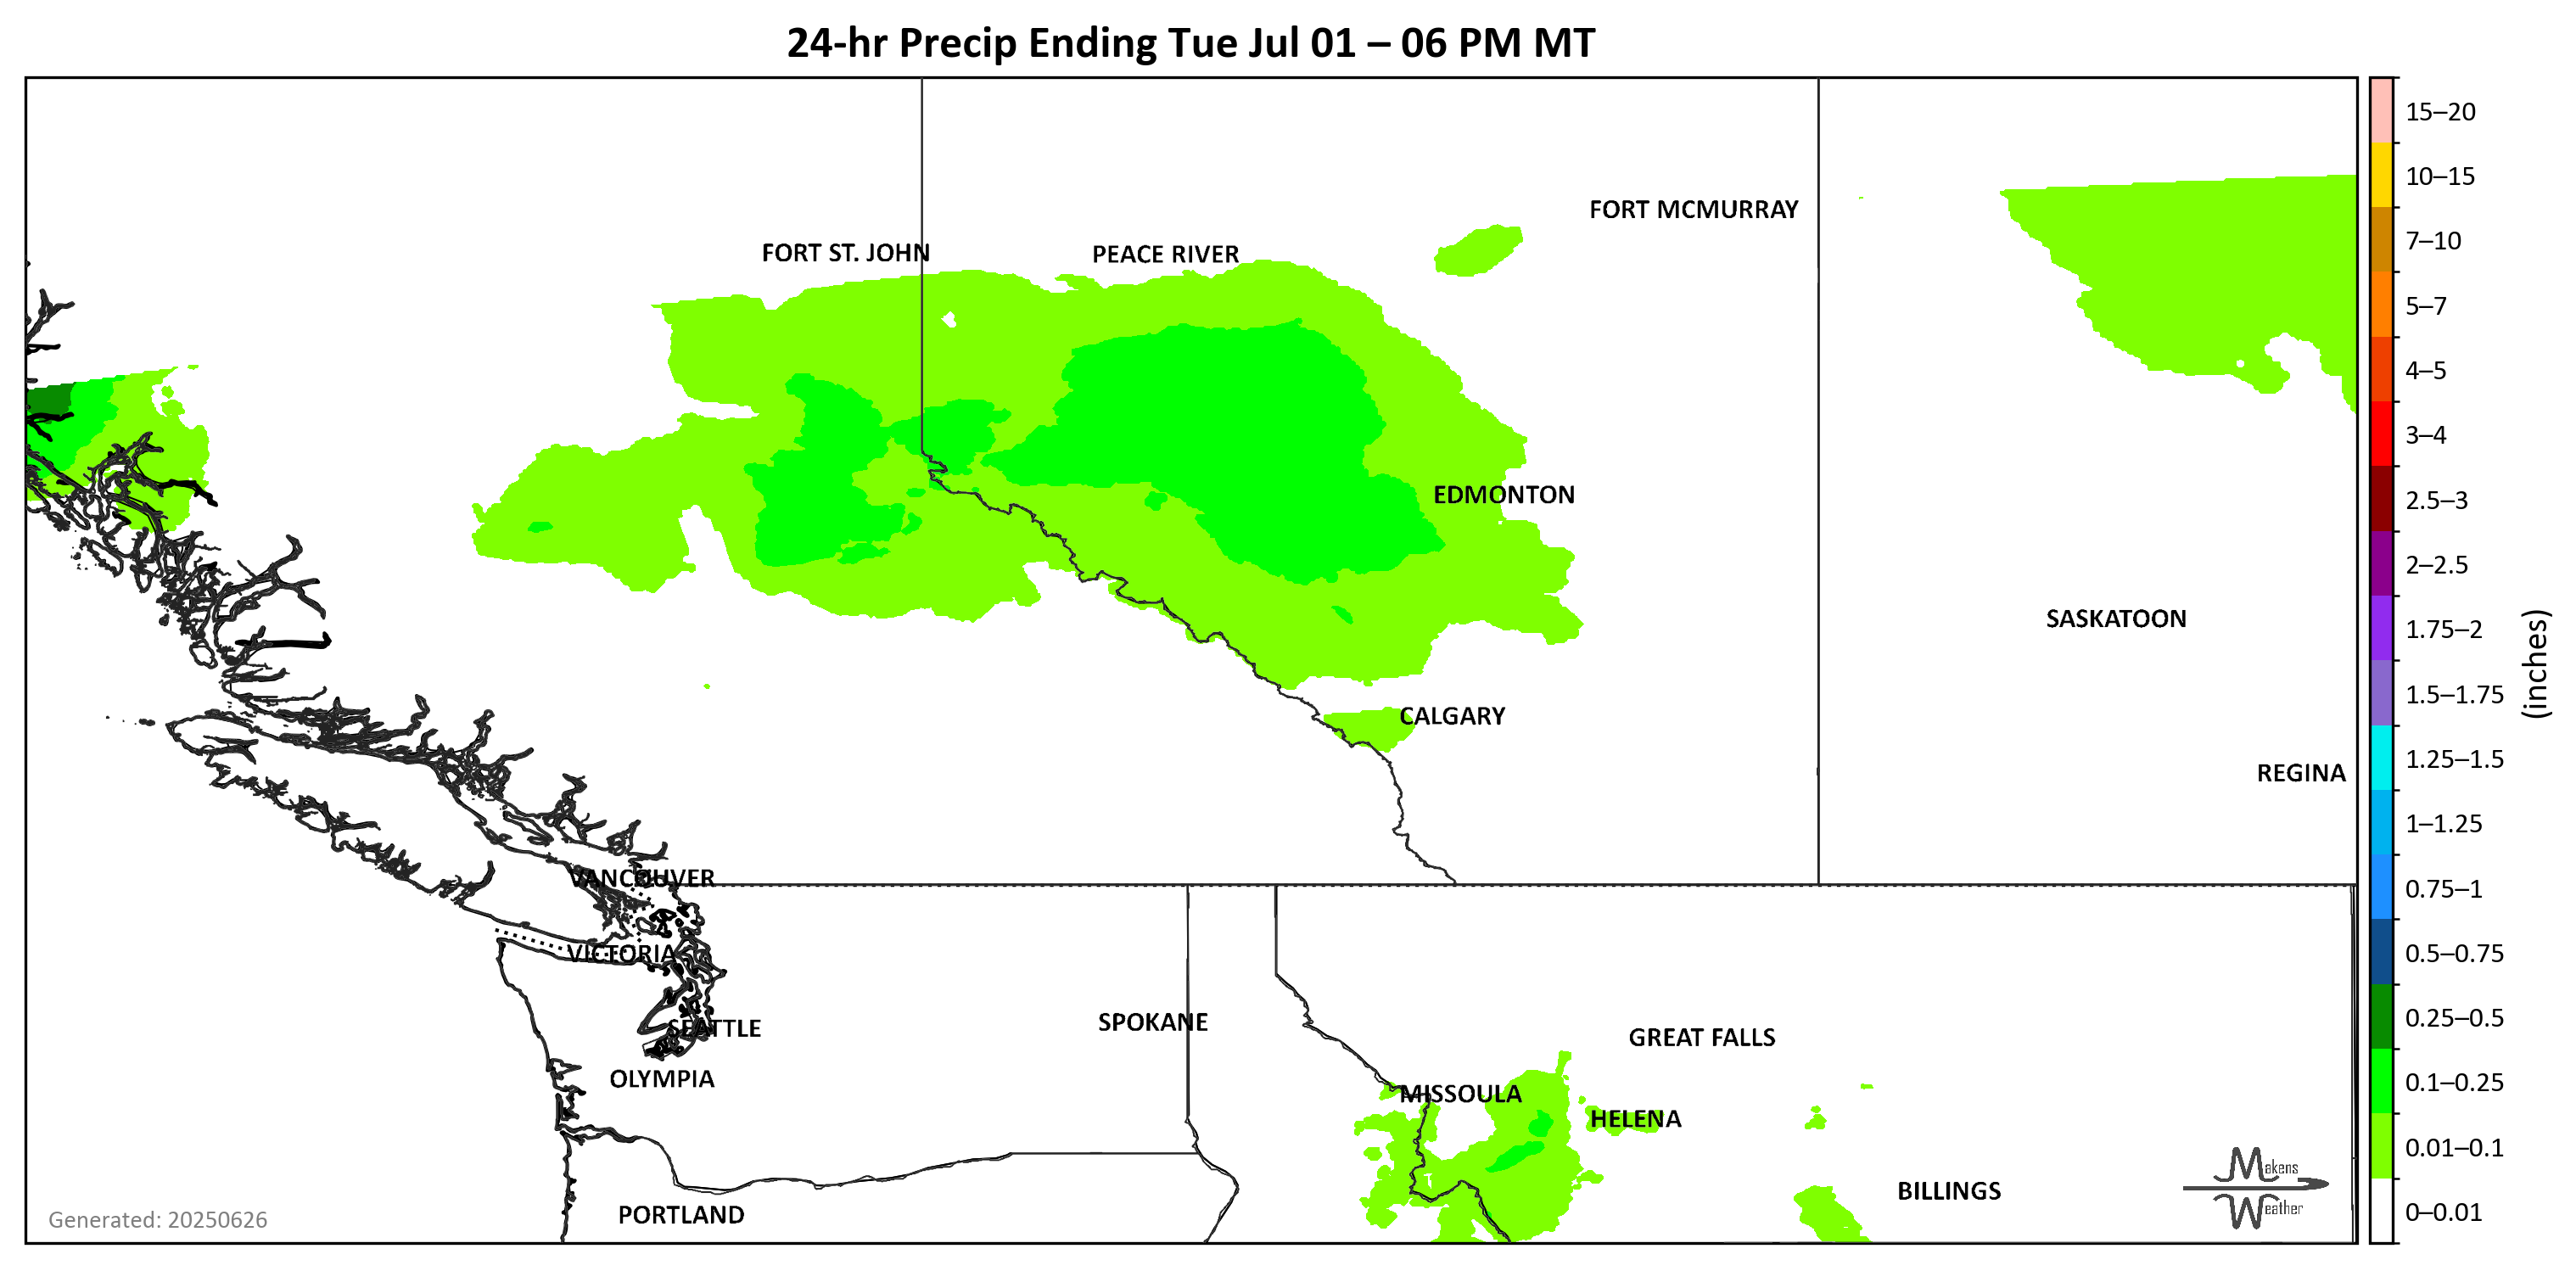 24-hr Precip Ending Tue Jul 01 – 06 PM MT
FORT MCMURRAY
FORT ST. JOHN
PEACE RIVER
EDMONTON
SASKATOON
CALGARY
REGINA
VANCOUVER
VICTORIA
SEATTLE
SPOKANE
GREAT FALLS
OLYMPIA
MISSOULA
HELENA
BILLINGS
PORTLAND
Generated: 20250626
Makens
Weather
15–20
10–15
7–10
5–7
4–5
3–4
2.5–3
2–2.5
1.75–2
1.5–1.75
1.25–1.5
1–1.25
0.75–1
0.5–0.75
0.25–0.5
0.1–0.25
0.01–0.1
0–0.01
(inches)